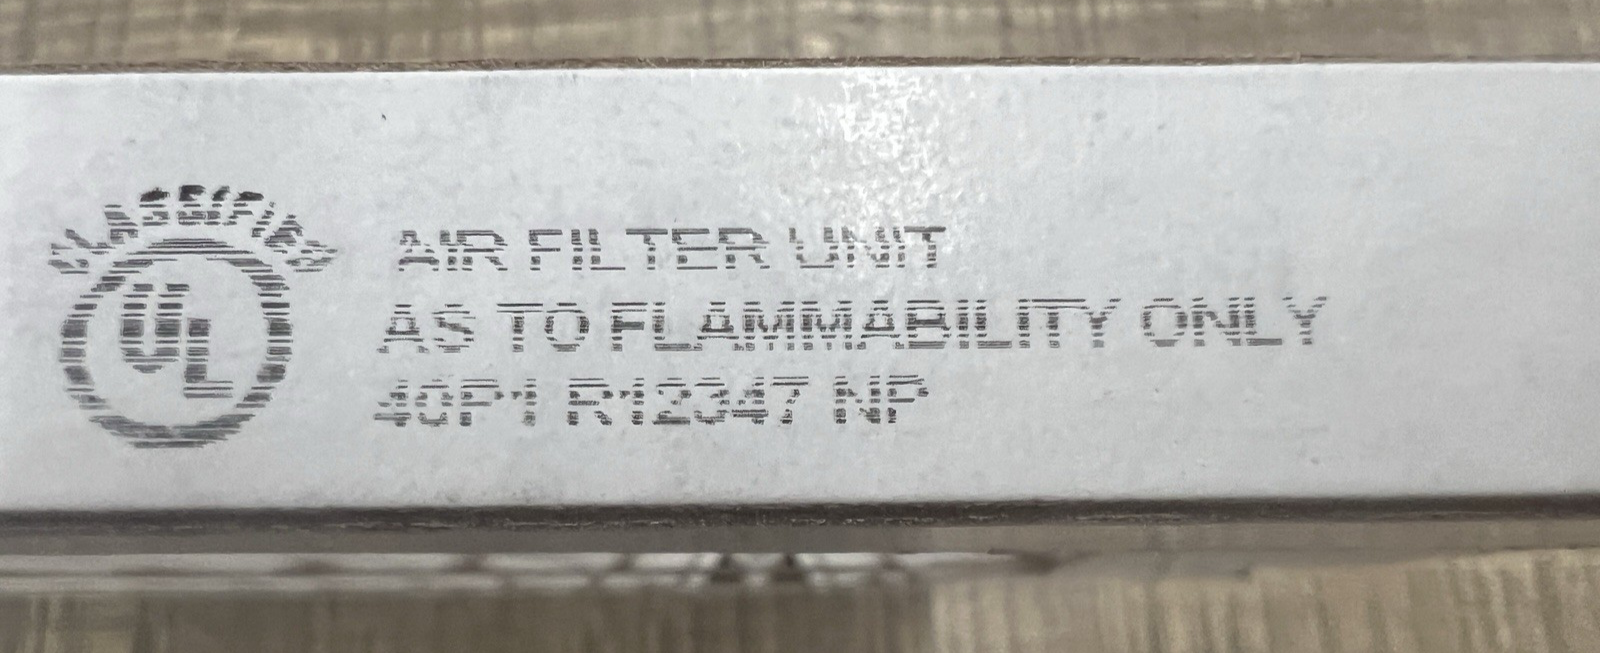 CLASSIFIED
UL
AIR FILTER UNIT
AS TO FLAMMABILITY ONLY
40P1 R12347 NP